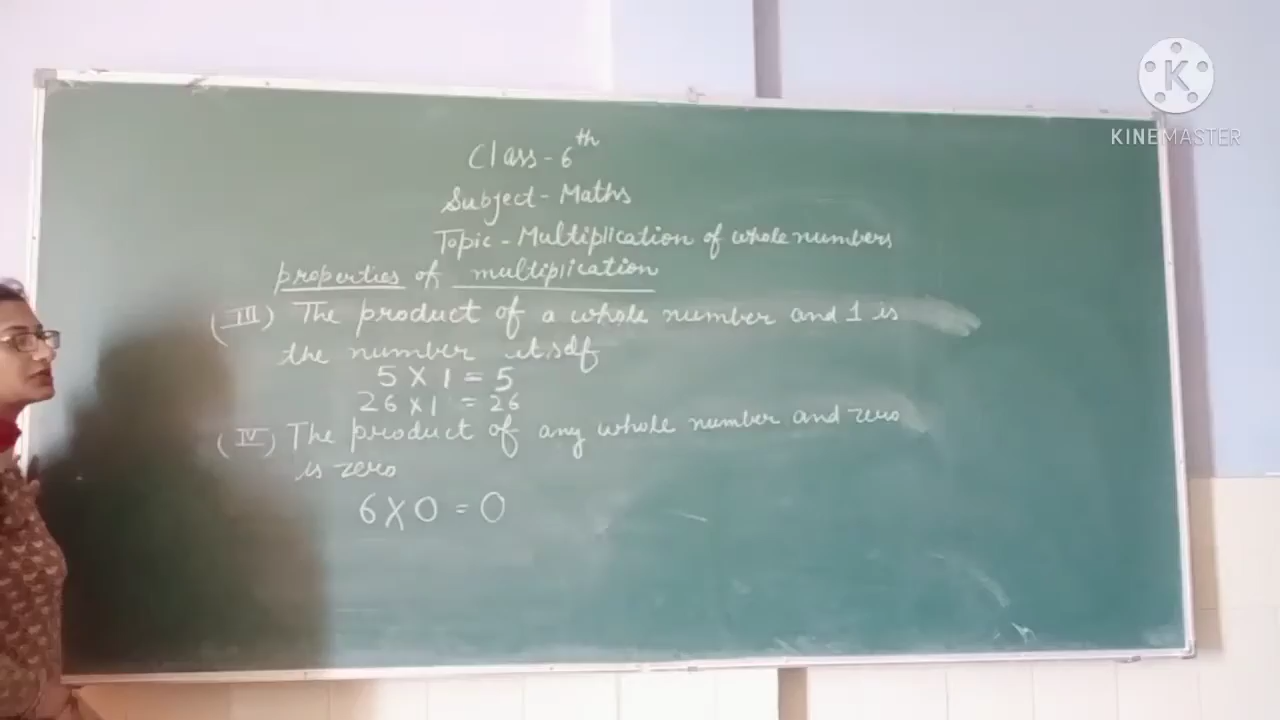 Class - 6th
Subject - Maths
Topic - Multiplication of whole numbers
properties of multiplication
(III) The product of a whole number and 1 is
the number itself
5 X 1 = 5
26 X 1 = 26
(IV) The product of any whole number and zero
is zero
6 X 0 = 0
K
KINEMASTER